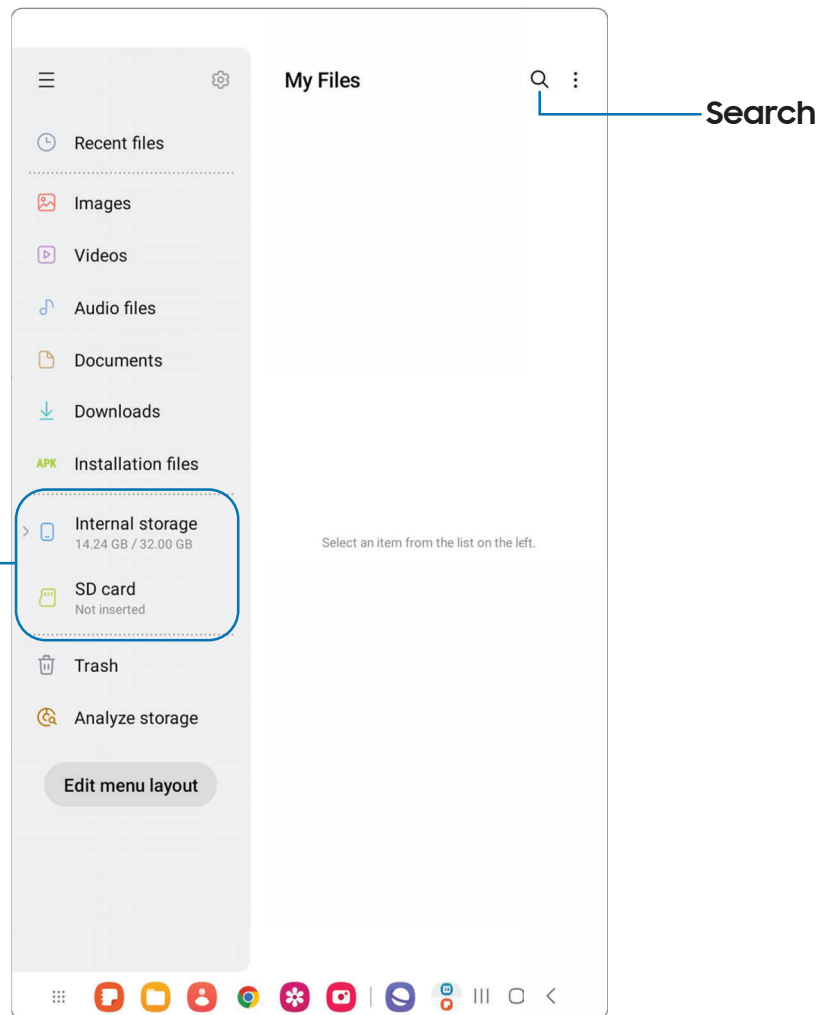 My Files
Search
Recent files
Images
Videos
Audio files
Documents
Downloads
APK Installation files
Internal storage
14.24 GB / 32.00 GB
SD card
Not inserted
Select an item from the list on the left.
Trash
Analyze storage
Edit menu layout